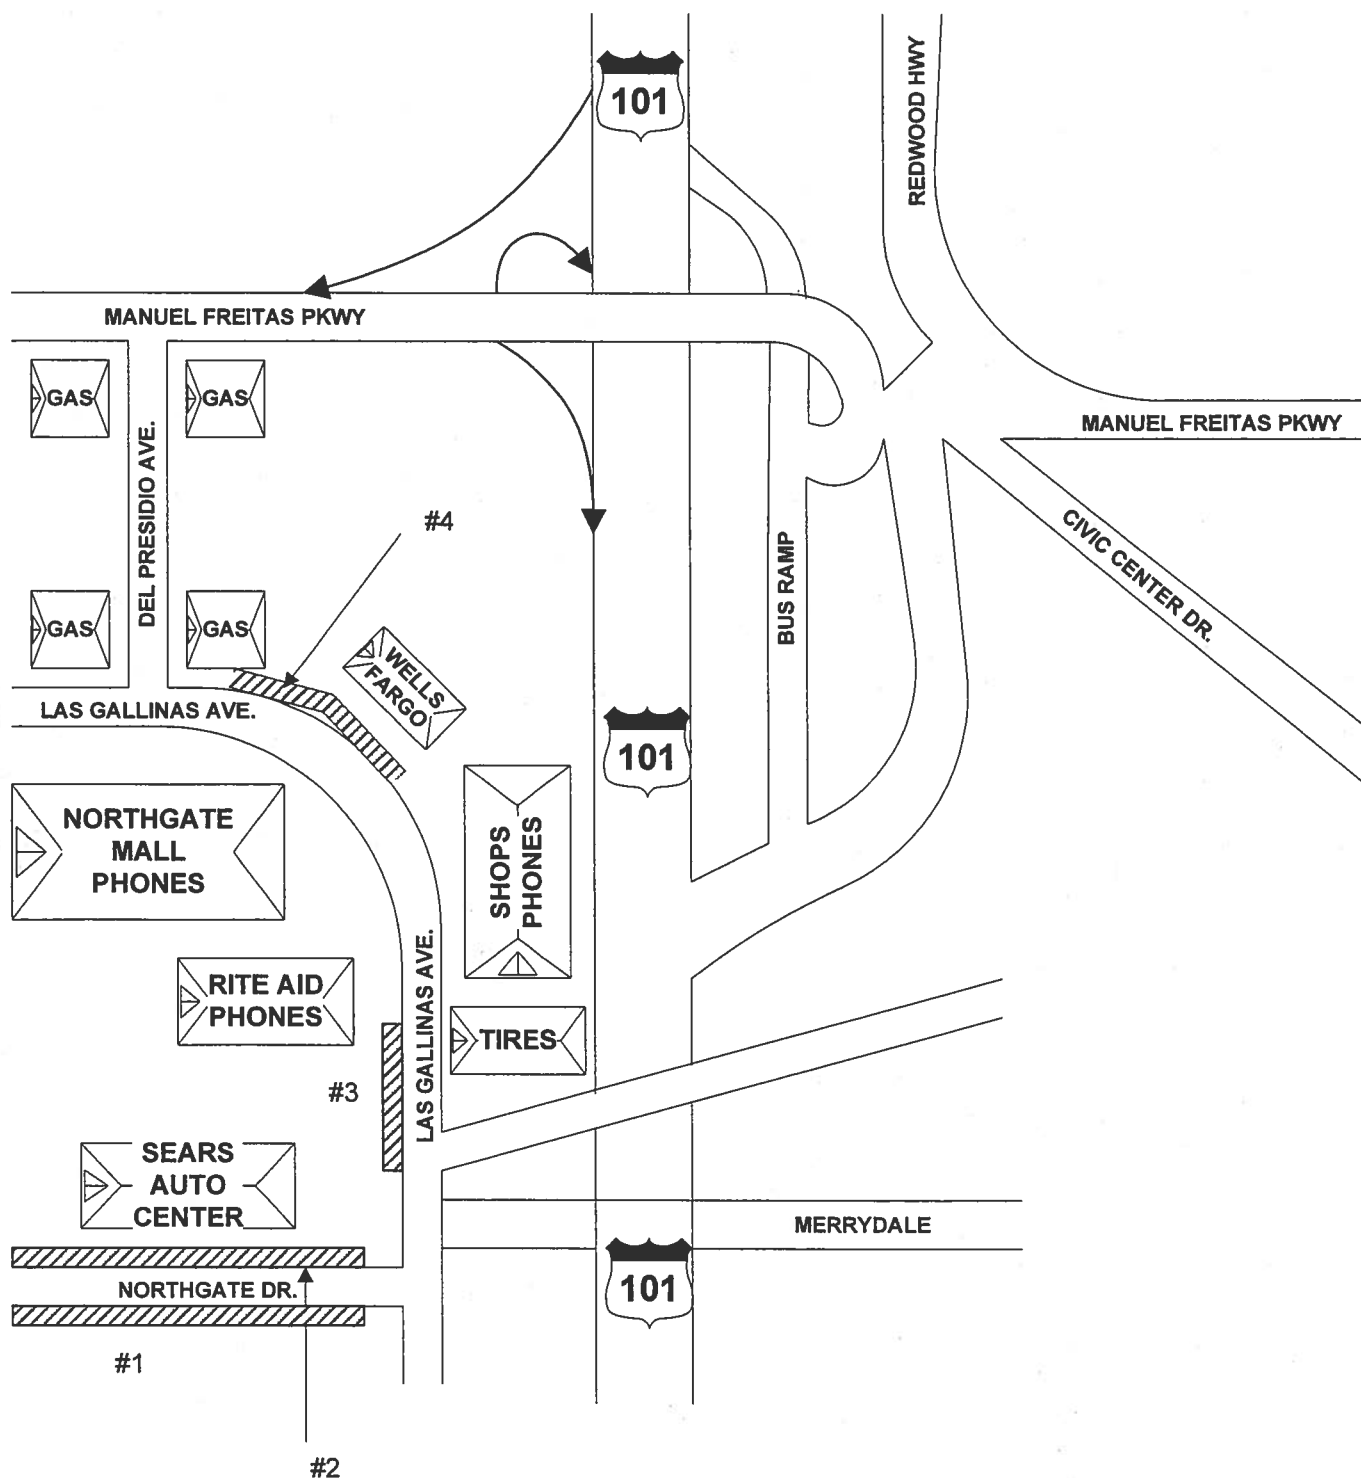 101
REDWOOD HWY
MANUEL FREITAS PKWY
GAS
GAS
MANUEL FREITAS PKWY
DEL PRESIDIO AVE.
#4
BUS RAMP
CIVIC CENTER DR.
GAS
GAS
WELLS
FARGO
LAS GALLINAS AVE.
101
NORTHGATE
MALL
PHONES
SHOPS
PHONES
RITE AID
PHONES
LAS GALLINAS AVE.
TIRES
#3
SEARS
AUTO
CENTER
MERRYDALE
NORTHGATE DR.
101
#1
#2